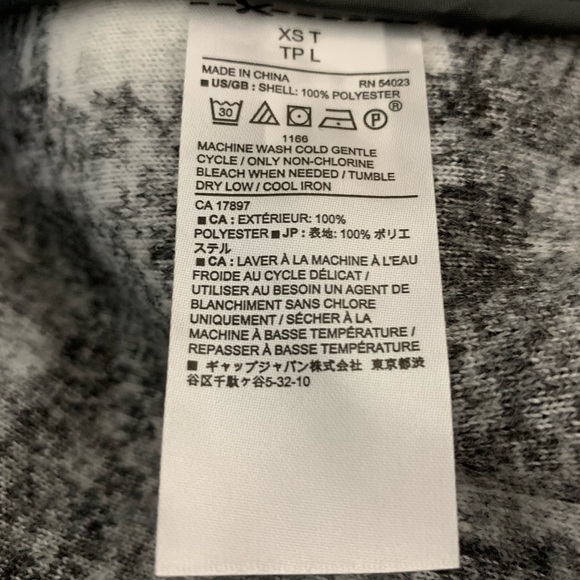 XS T
TP L
MADE IN CHINA RN 54023
■ US/GB : SHELL: 100% POLYESTER
30 P ®
1166
MACHINE WASH COLD GENTLE
CYCLE / ONLY NON-CHLORINE
BLEACH WHEN NEEDED / TUMBLE
DRY LOW / COOL IRON
CA 17897
■ CA : EXTÉRIEUR: 100%
POLYESTER ■ JP : 表地: 100% ポリエ
ステル
■ CA : LAVER À LA MACHINE À L'EAU
FROIDE AU CYCLE DÉLICAT /
UTILISER AU BESOIN UN AGENT DE
BLANCHIMENT SANS CHLORE
UNIQUEMENT / SÉCHER À LA
MACHINE À BASSE TEMPÉRATURE /
REPASSER À BASSE TEMPÉRATURE
■ ギャップジャパン株式会社 東京都渋
谷区千駄ヶ谷5-32-10